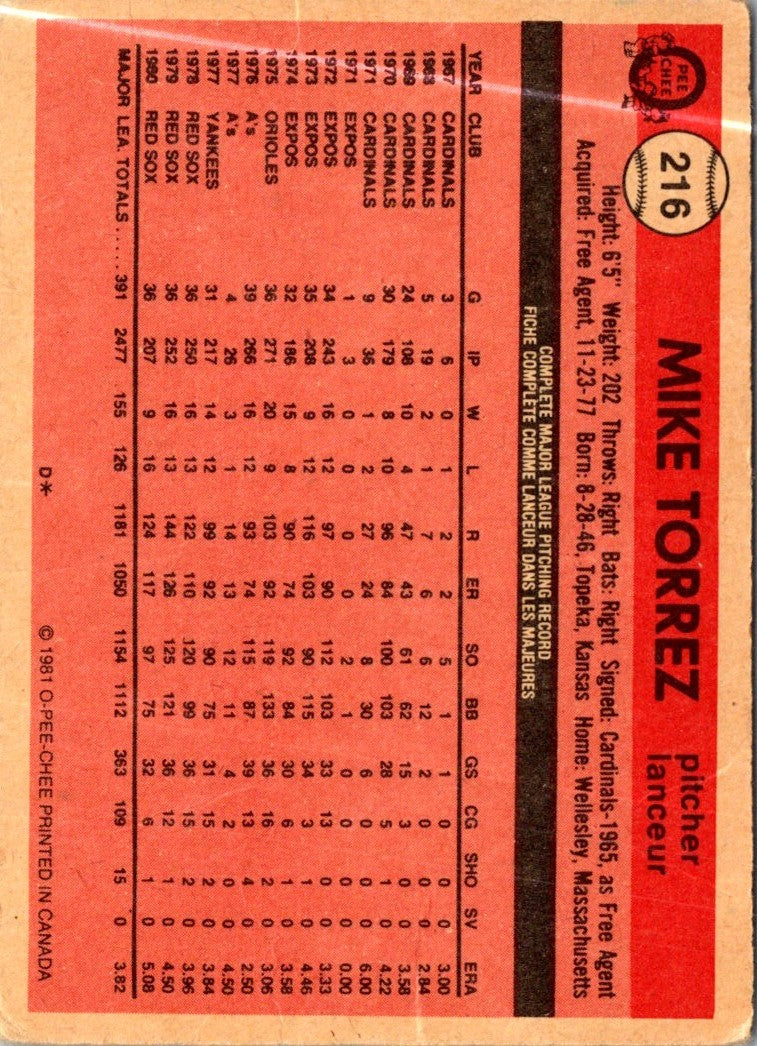 O PEE CHEE
216
MIKE TORREZ
pitcher
lanceur
Height: 6'5" Weight: 202 Throws: Right Bats: Right Signed: Cardinals-1965, as Free Agent
Acquired: Free Agent, 11-23-77 Born: 8-28-46, Topeka, Kansas Home: Wellesley, Massachusetts
COMPLETE MAJOR LEAGUE PITCHING RECORD
FICHE COMPLETE COMME LANCEUR DANS LES MAJEURES
YEAR CLUB G IP W L R ER SO BB GS CG SHO SV ERA
1967 CARDINALS 3 6 0 1 2 2 5 1 1 0 0 0 3.00
1968 CARDINALS 5 19 2 1 7 6 6 12 2 0 0 0 2.84
1969 CARDINALS 24 108 10 4 47 43 61 62 15 3 0 0 3.58
1970 CARDINALS 30 179 8 10 96 84 100 103 28 5 1 0 4.22
1971 CARDINALS 9 36 1 2 27 24 8 30 6 0 0 0 6.00
1971 EXPOS 1 3 0 0 0 0 2 1 0 0 0 0 0.00
1972 EXPOS 34 243 16 12 97 90 112 103 33 13 0 0 3.33
1973 EXPOS 35 208 9 12 116 103 90 115 34 3 1 0 4.46
1974 EXPOS 32 186 15 8 90 74 92 84 30 6 1 0 3.58
1975 ORIOLES 36 271 20 9 103 92 119 133 36 16 2 0 3.06
1976 A's 39 266 16 12 93 74 115 87 39 13 4 0 2.50
1977 A's 4 26 3 1 14 13 12 11 4 2 0 0 4.50
1977 YANKEES 31 217 14 12 99 92 90 75 31 15 2 0 3.84
1978 RED SOX 36 250 16 13 122 110 120 99 36 15 2 0 3.96
1979 RED SOX 36 252 16 13 144 126 125 121 36 12 1 0 4.50
1980 RED SOX 36 207 9 16 124 117 97 75 32 6 1 0 5.08
MAJOR LEA. TOTALS..... 391 2477 155 126 1181 1050 1154 1112 363 109 15 0 3.82
D* © 1981 O-PEE-CHEE PRINTED IN CANADA